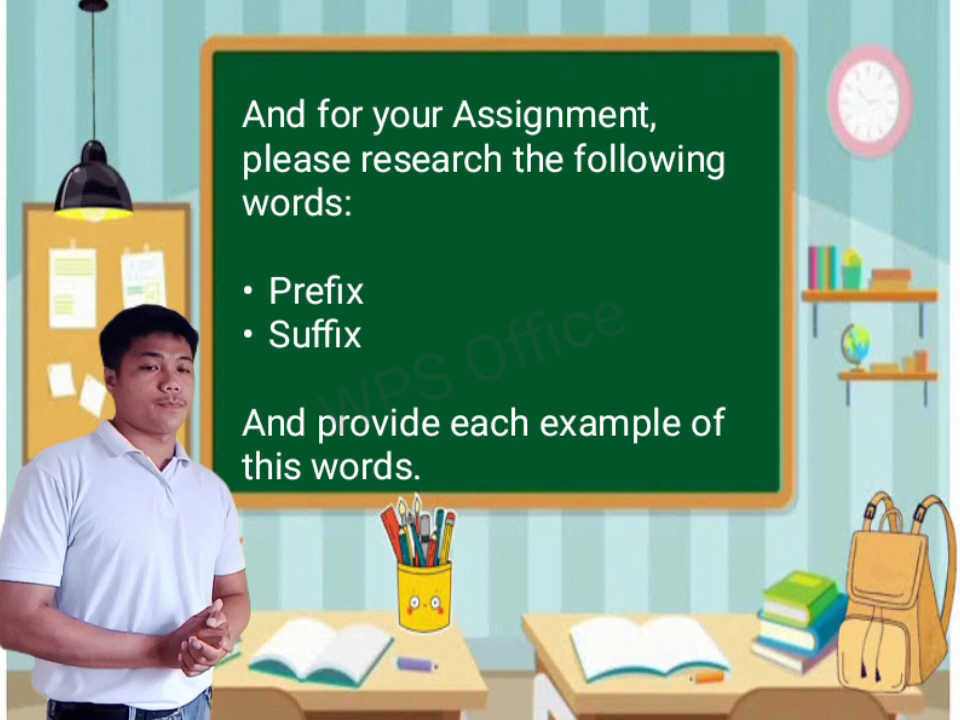 And for your Assignment,
please research the following
words:
• Prefix
• Suffix
WPS Office
And provide each example of
this words.